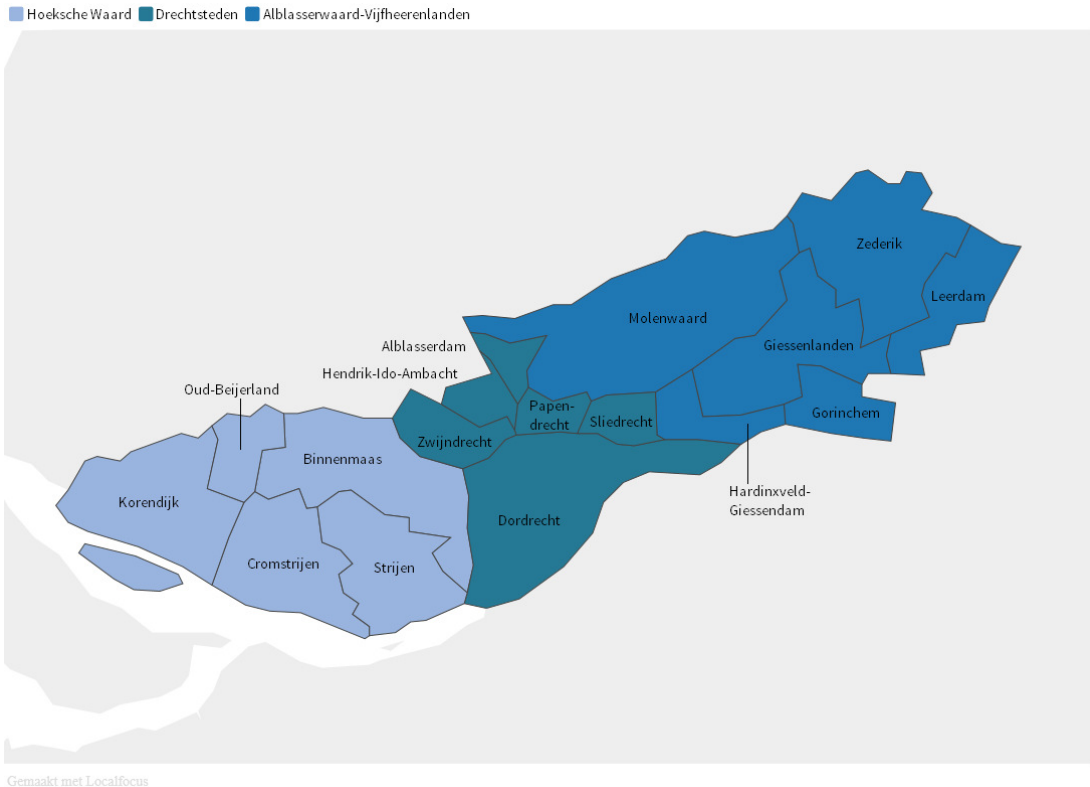 Hoeksche Waard Drechtsteden Alblasserwaard-Vijfheerenlanden
Zederik
Leerdam
Molenwaard
Giessenlanden
Alblasserdam
Hendrik-Ido-Ambacht
Oud-Beijerland
Papen-
drecht
Sliedrecht
Gorinchem
Zwijndrecht
Binnenmaas
Hardinxveld-
Giessendam
Korendijk
Dordrecht
Cromstrijen
Strijen
Gemaakt met Localfocus